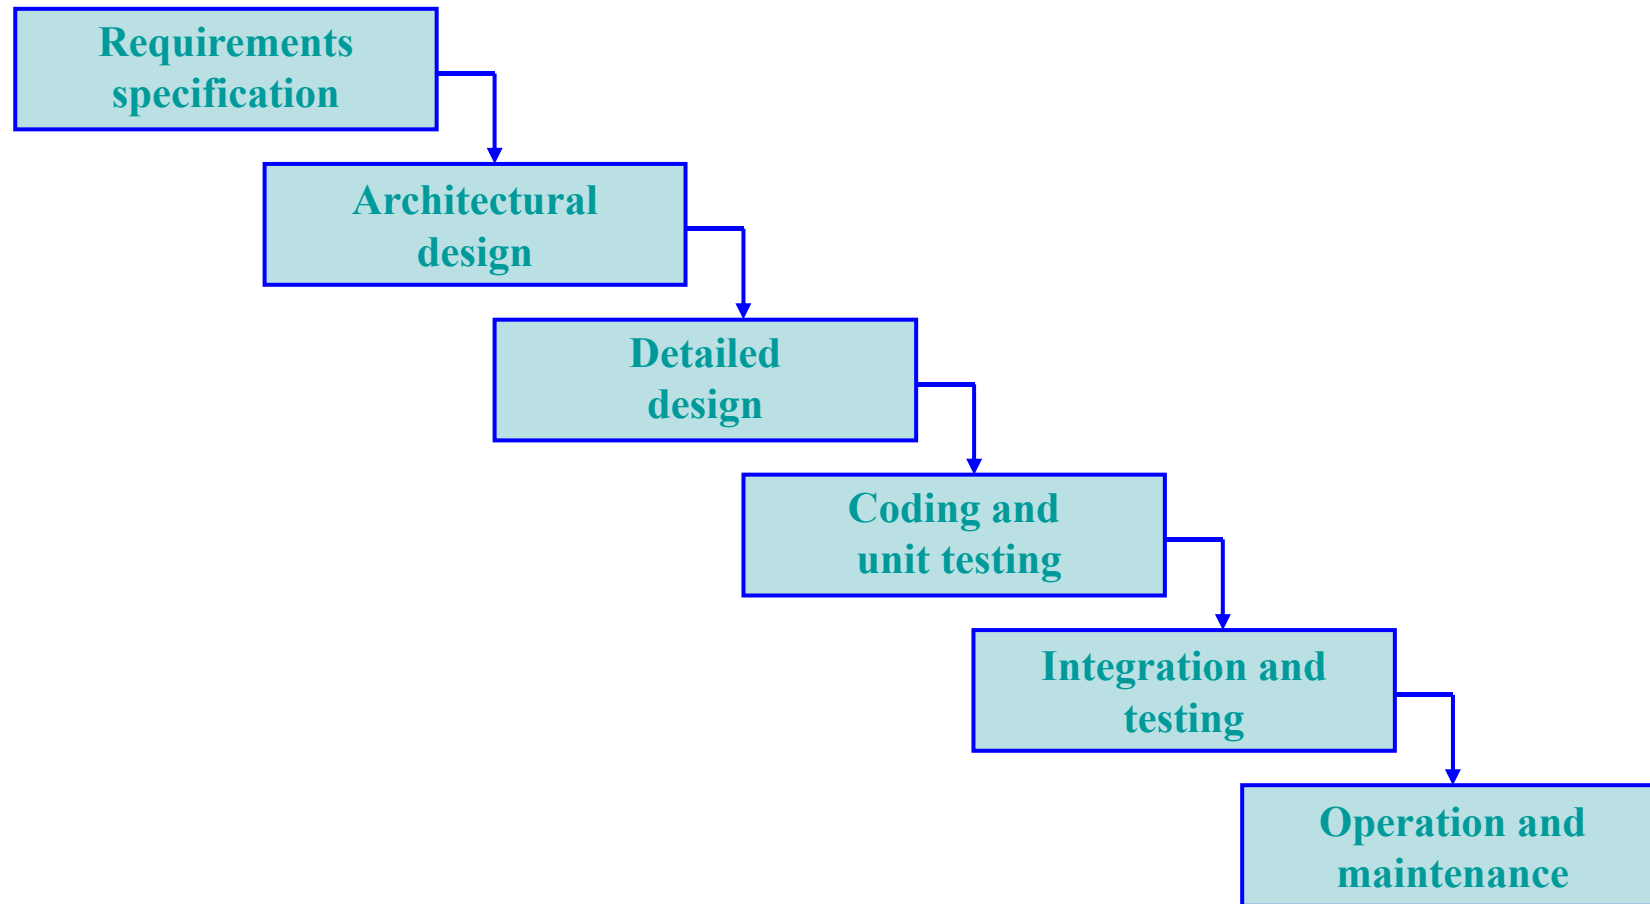 Requirements
specification
Architectural
design
Detailed
design
Coding and
unit testing
Integration and
testing
Operation and
maintenance